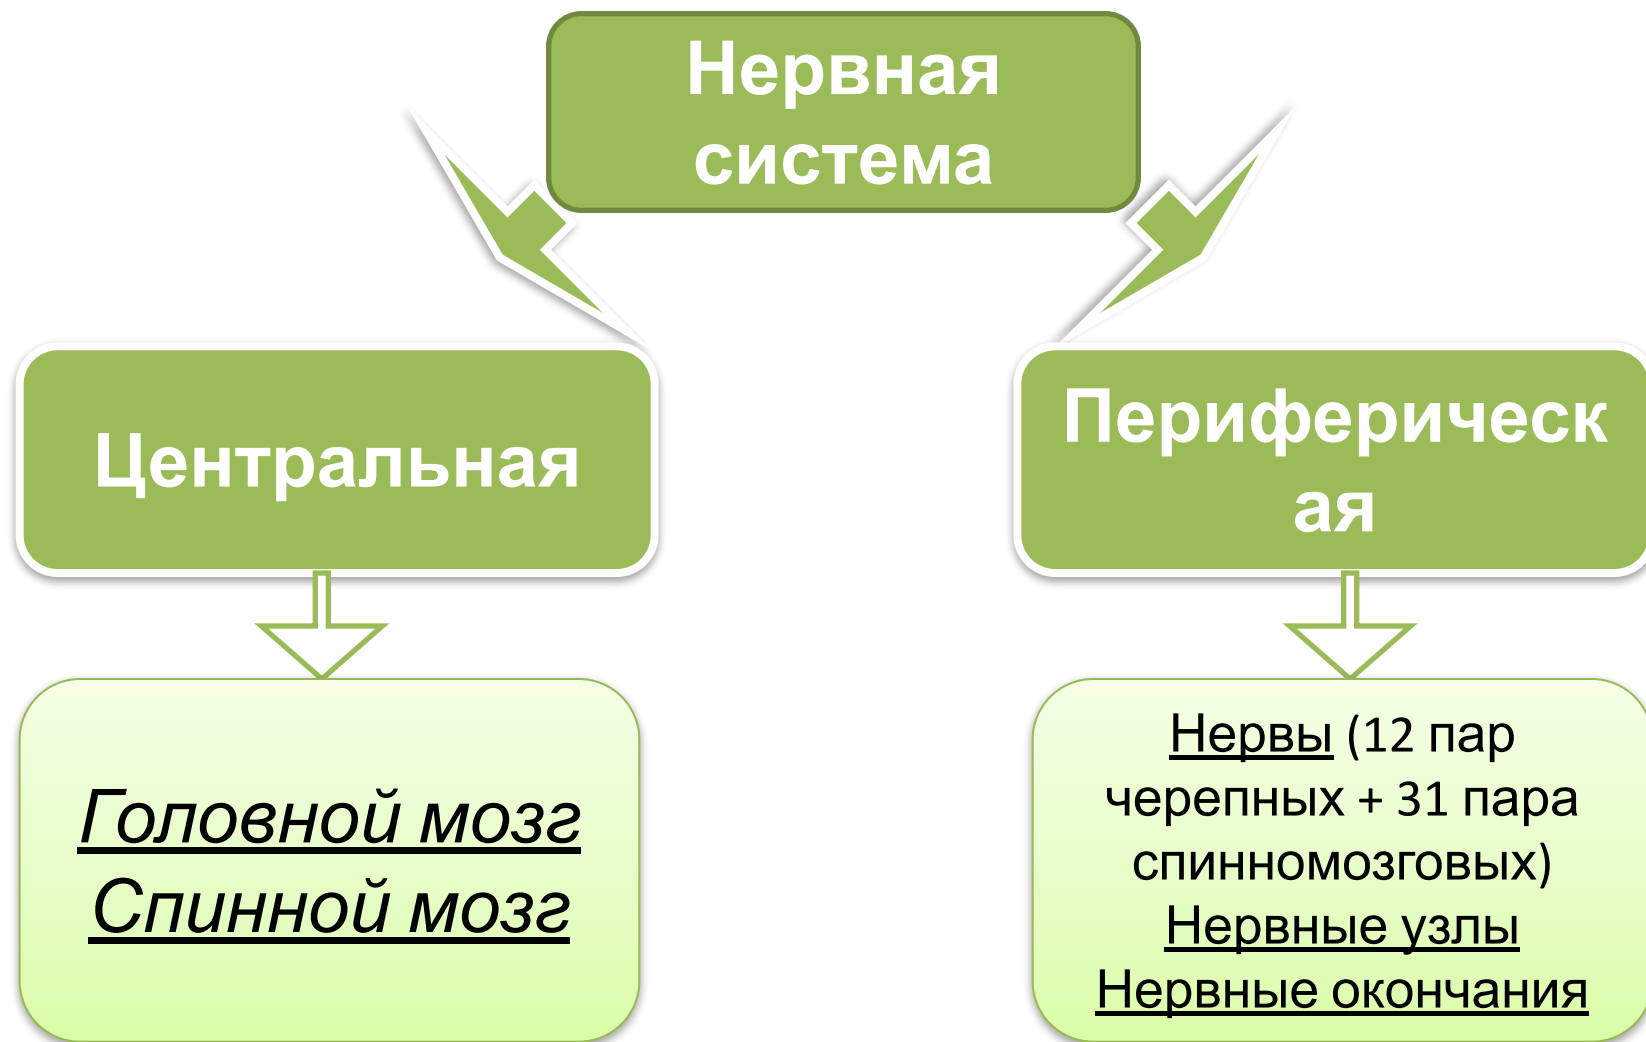 Нервная
система
Центральная
Периферическ
ая
Головной мозг
Спинной мозг
Нервы (12 пар
черепных + 31 пара
спинномозговых)
Нервные узлы
Нервные окончания